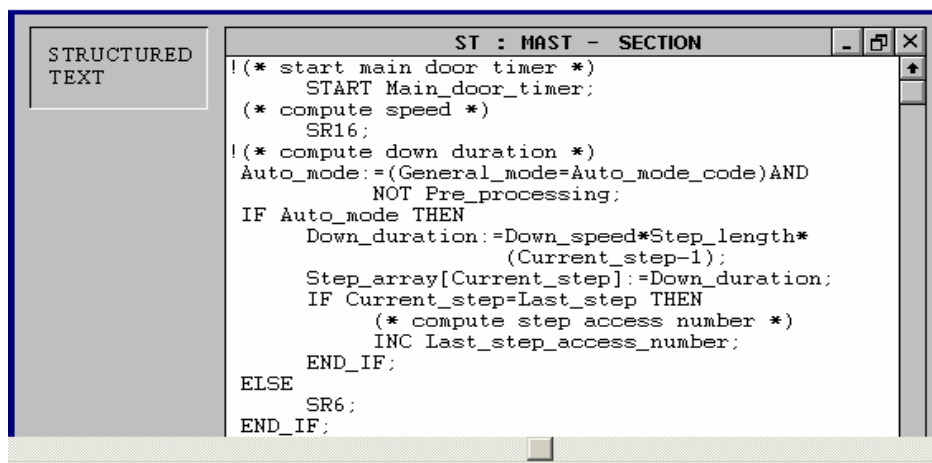 STRUCTURED
TEXT
ST : MAST - SECTION
!(* start main door timer *)
START Main_door_timer;
(* compute speed *)
SR16;
!(* compute down duration *)
Auto_mode:=(General_mode=Auto_mode_code)AND
NOT Pre_processing;
IF Auto_mode THEN
Down_duration:=Down_speed*Step_length*
(Current_step-1);
Step_array[Current_step]:=Down_duration;
IF Current_step=Last_step THEN
(* compute step access number *)
INC Last_step_access_number;
END_IF;
ELSE
SR6;
END_IF;